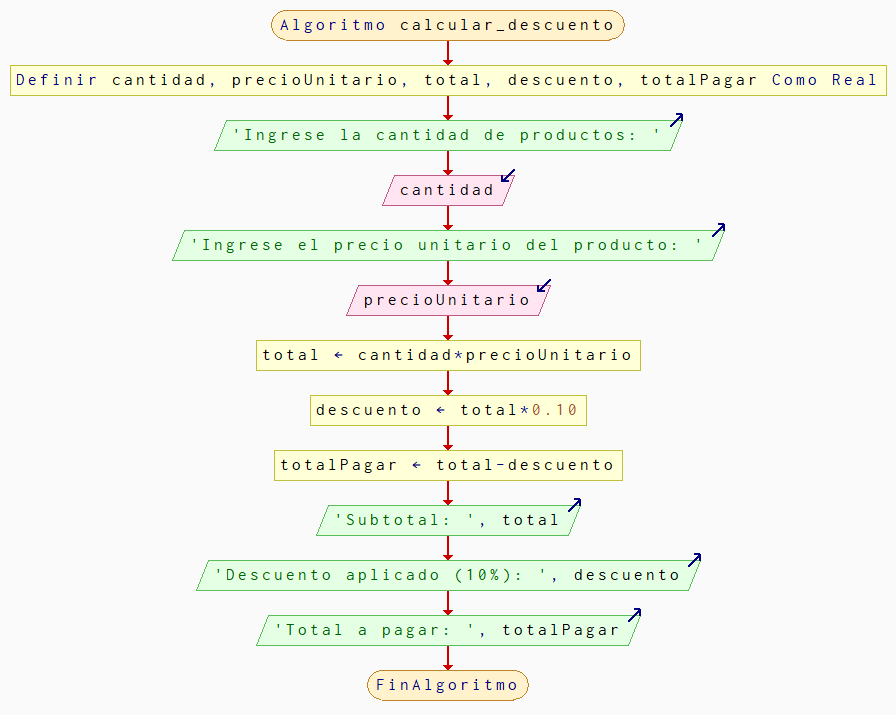 Algoritmo calcular_descuento
Definir cantidad, precioUnitario, total, descuento, totalPagar Como Real
'Ingrese la cantidad de productos: '
cantidad
'Ingrese el precio unitario del producto: '
precioUnitario
total ← cantidad*precioUnitario
descuento ← total*0.10
totalPagar ← total-descuento
'Subtotal: ', total
'Descuento aplicado (10%): ', descuento
'Total a pagar: ', totalPagar
FinAlgoritmo